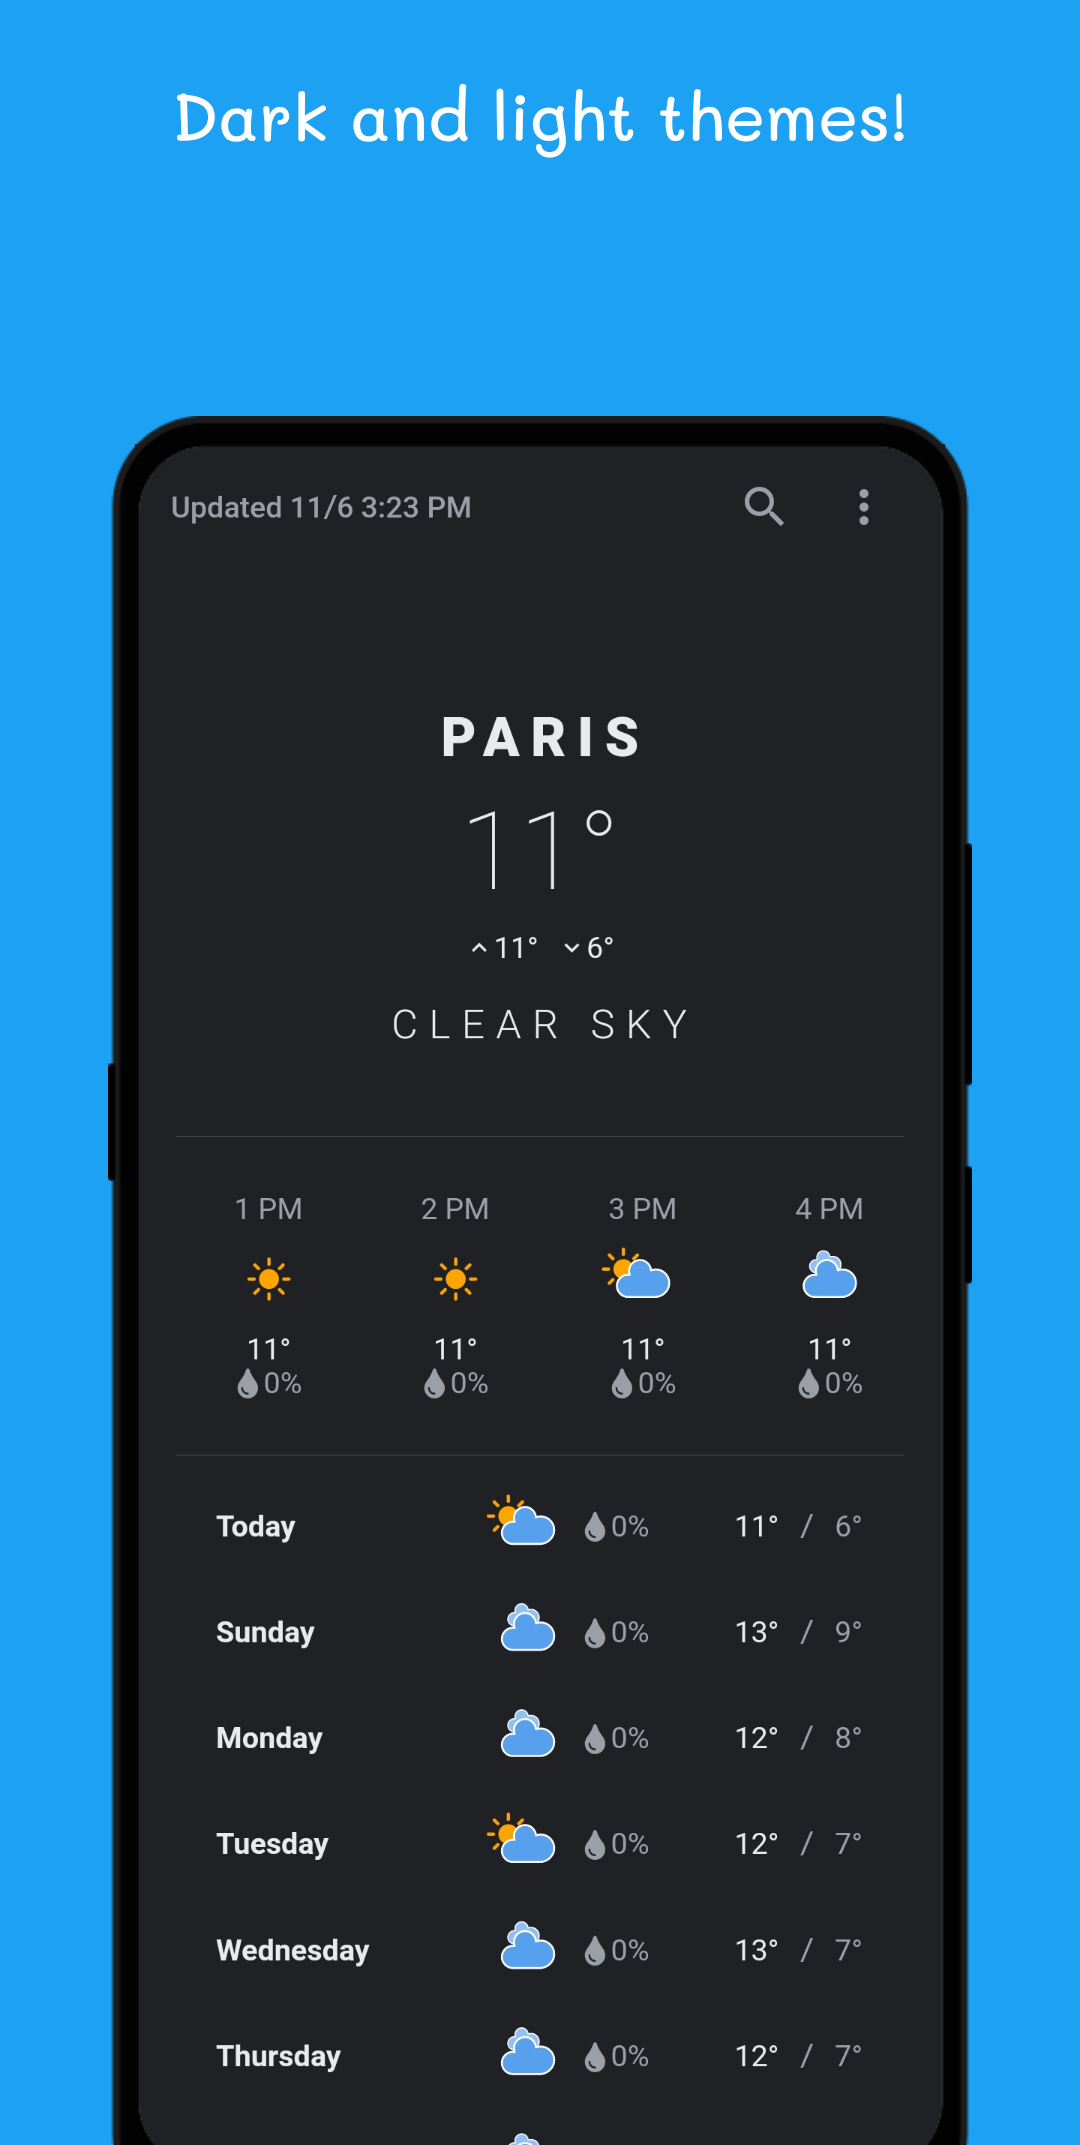 Dark and light themes!
Updated 11/6 3:23 PM
PARIS
11°
11° 6°
CLEAR SKY
1 PM 2 PM 3 PM 4 PM
11° 11° 11° 11°
0% 0% 0% 0%
Today 0% 11° / 6°
Sunday 0% 13° / 9°
Monday 0% 12° / 8°
Tuesday 0% 12° / 7°
Wednesday 0% 13° / 7°
Thursday 0% 12° / 7°